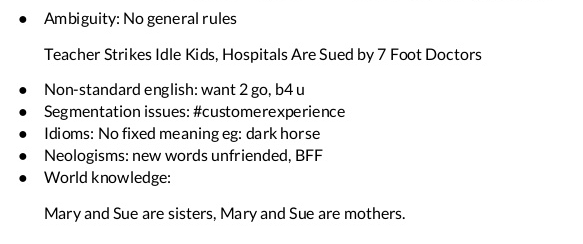 ● Ambiguity: No general rules
Teacher Strikes Idle Kids, Hospitals Are Sued by 7 Foot Doctors
● Non-standard english: want 2 go, b4 u
● Segmentation issues: #customerexperience
● Idioms: No fixed meaning eg: dark horse
● Neologisms: new words unfriended, BFF
● World knowledge:
Mary and Sue are sisters, Mary and Sue are mothers.